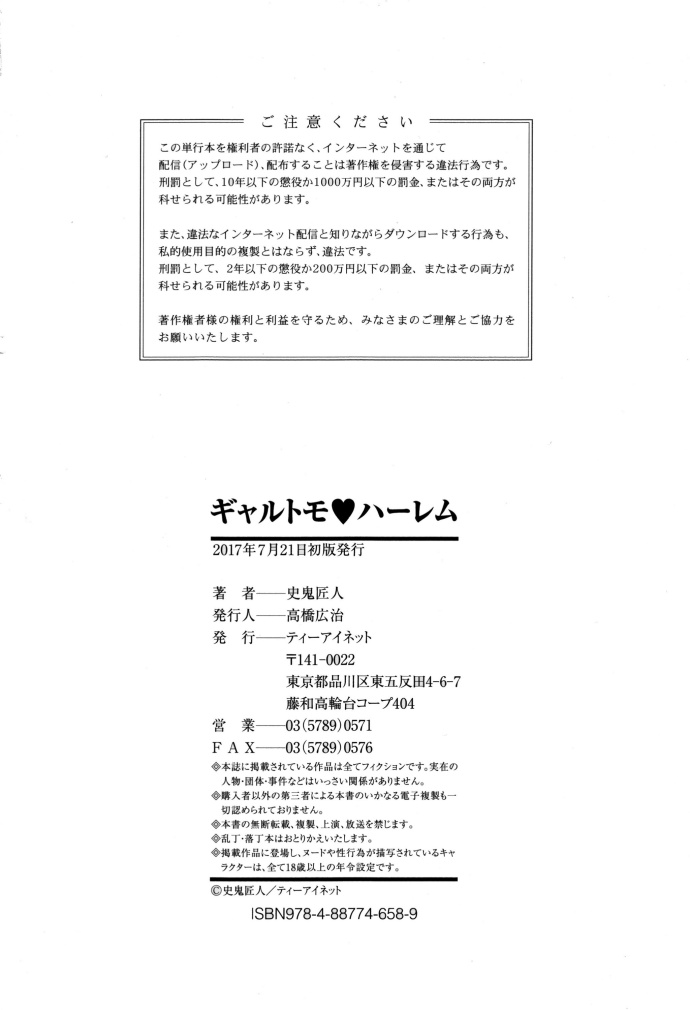 ご注意ください
この単行本を権利者の許諾なく、インターネットを通じて
配信(アップロード)、配布することは著作権を侵害する違法行為です。
刑罰として、10年以下の懲役か1000万円以下の罰金、またはその両方が
科せられる可能性があります。
また、違法なインターネット配信と知りながらダウンロードする行為も、
私的使用目的の複製とはならず、違法です。
刑罰として、2年以下の懲役か200万円以下の罰金、またはその両方が
科せられる可能性があります。
著作権者様の権利と利益を守るため、みなさまのご理解とご協力を
お願いいたします。
ギャルトモ♥ハーレム
2017年7月21日初版発行
著 者――史鬼匠人
発行人――高橋広治
発 行――ティーアイネット
〒141-0022
東京都品川区東五反田4-6-7
藤和高輪台コープ404
営 業――03(5789)0571
FAX――03(5789)0576
◈本誌に掲載されている作品は全てフィクションです。実在の
人物・団体・事件などはいっさい関係がありません。
◈購入者以外の第三者による本書のいかなる電子複製も一
切認められておりません。
◈本書の無断転載、複製、上演、放送を禁じます。
◈乱丁・落丁本はおとりかえいたします。
◈掲載作品に登場し、ヌードや性行為が描写されているキャ
ラクターは、全て18歳以上の年令設定です。
©史鬼匠人/ティーアイネット
ISBN978-4-88774-658-9